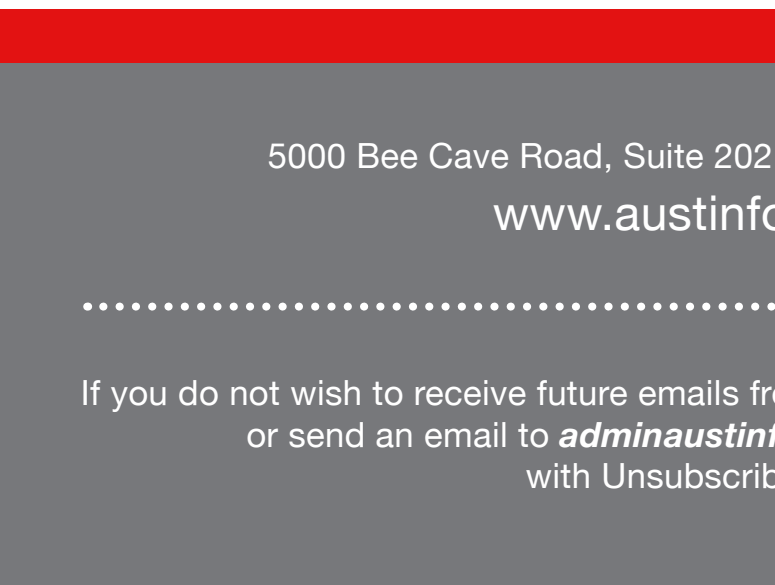 5000 Bee Cave Road, Suite 202
www.austinfo
If you do not wish to receive future emails fr
or send an email to adminaustinf
with Unsubscrib